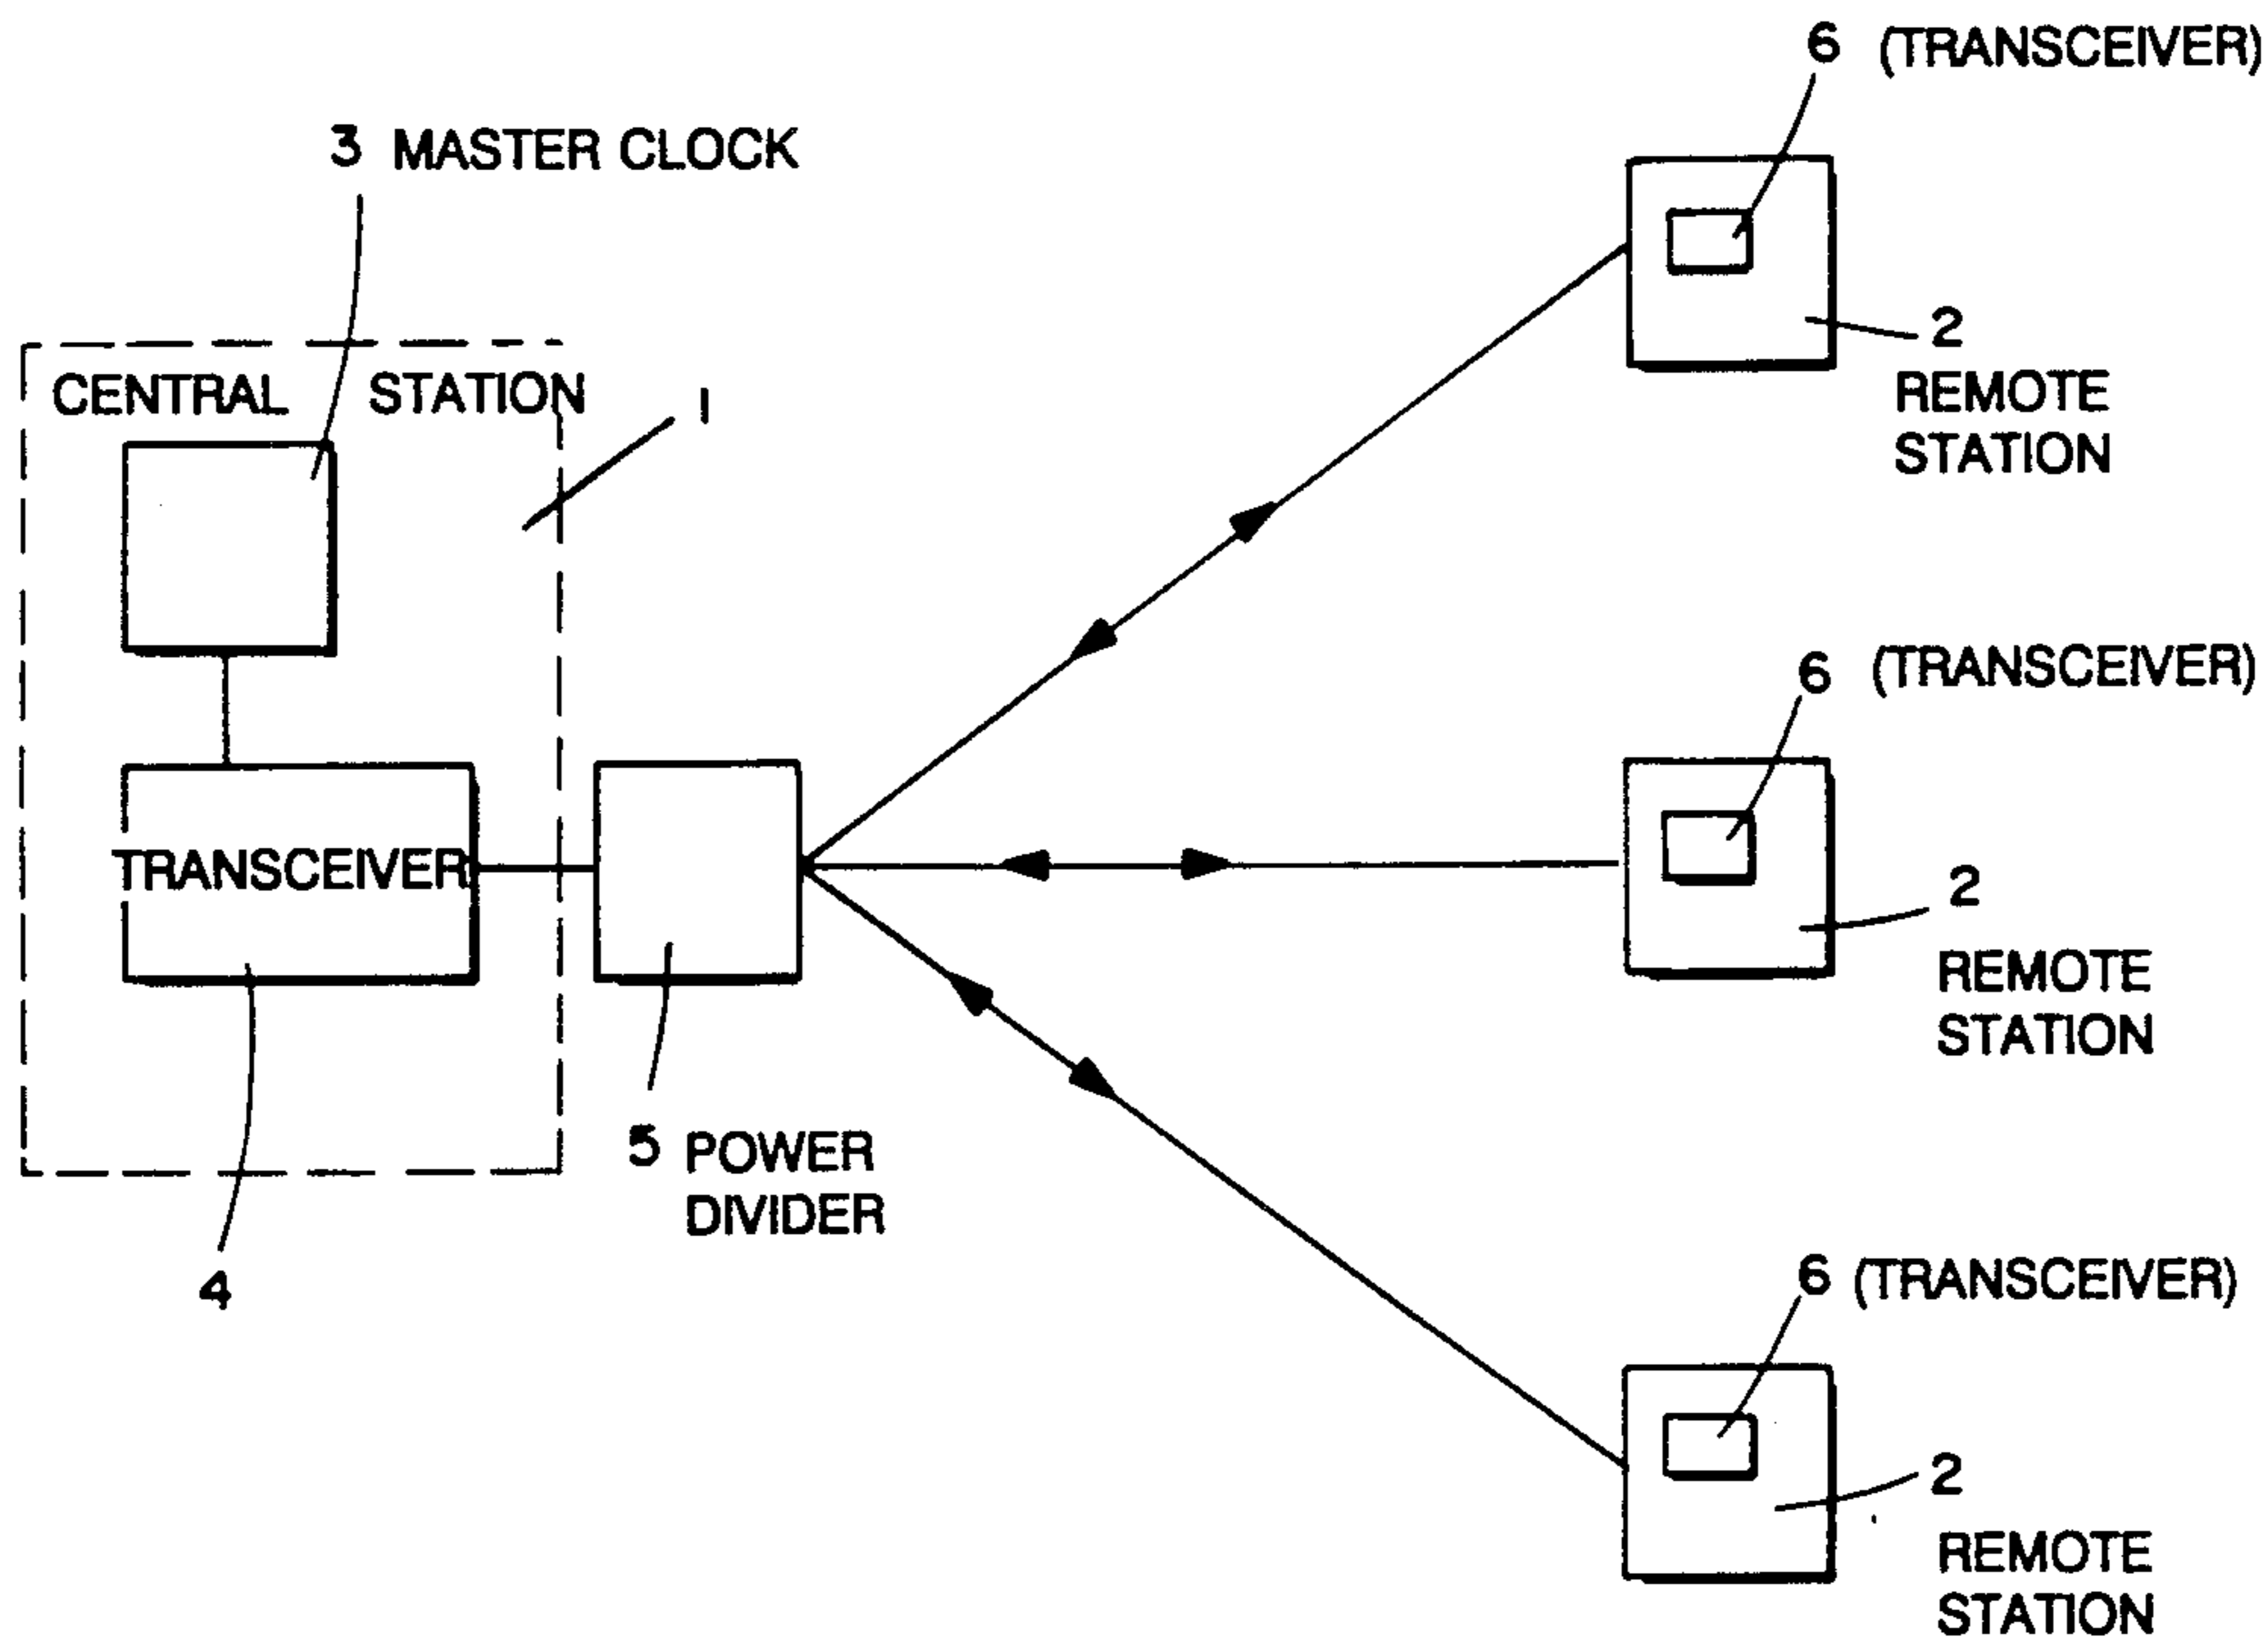 6 (TRANSCEIVER)
3 MASTER CLOCK
2
REMOTE
STATION
CENTRAL STATION
1
6 (TRANSCEIVER)
TRANSCEIVER
2
REMOTE
STATION
5 POWER
DIVIDER
4
6 (TRANSCEIVER)
2
REMOTE
STATION